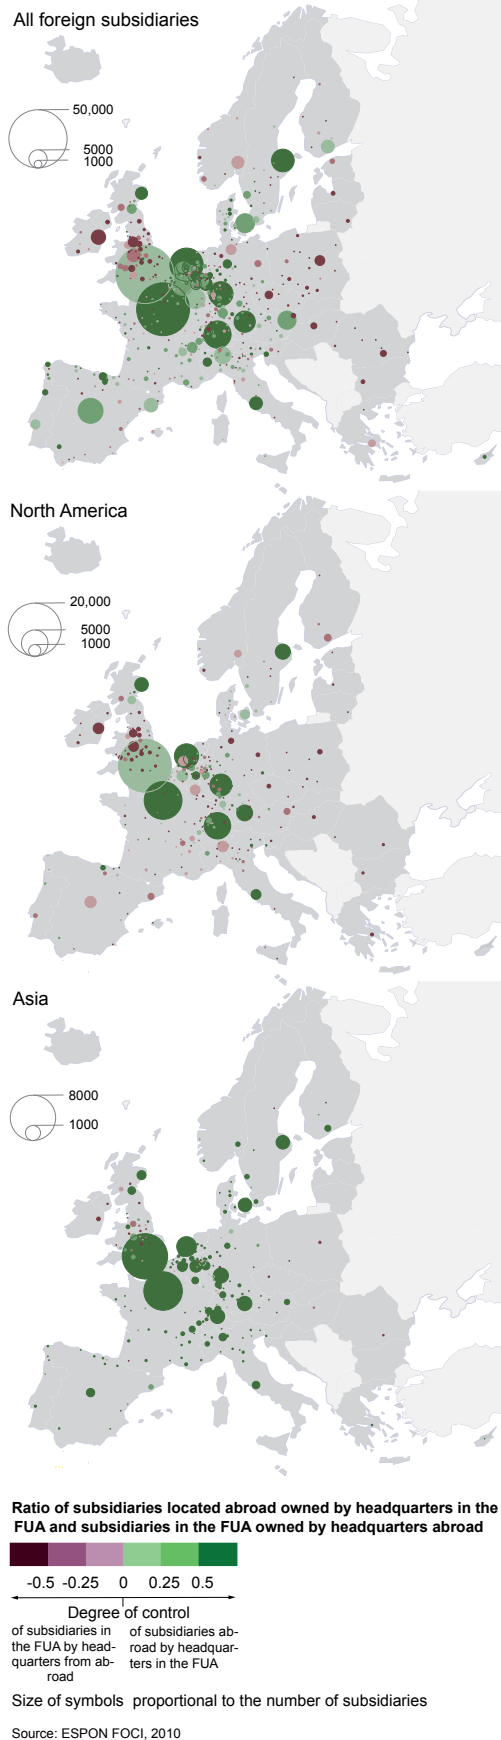 All foreign subsidiaries
50,000
5000
1000
North America
20,000
5000
1000
Asia
8000
1000
Ratio of subsidiaries located abroad owned by headquarters in the
FUA and subsidiaries in the FUA owned by headquarters abroad
-0.5 -0.25 0 0.25 0.5
Degree of control
of subsidiaries in
the FUA by head-
quarters from ab-
road
of subsidiaries ab-
road by headquar-
ters in the FUA
Size of symbols proportional to the number of subsidiaries
Source: ESPON FOCI, 2010